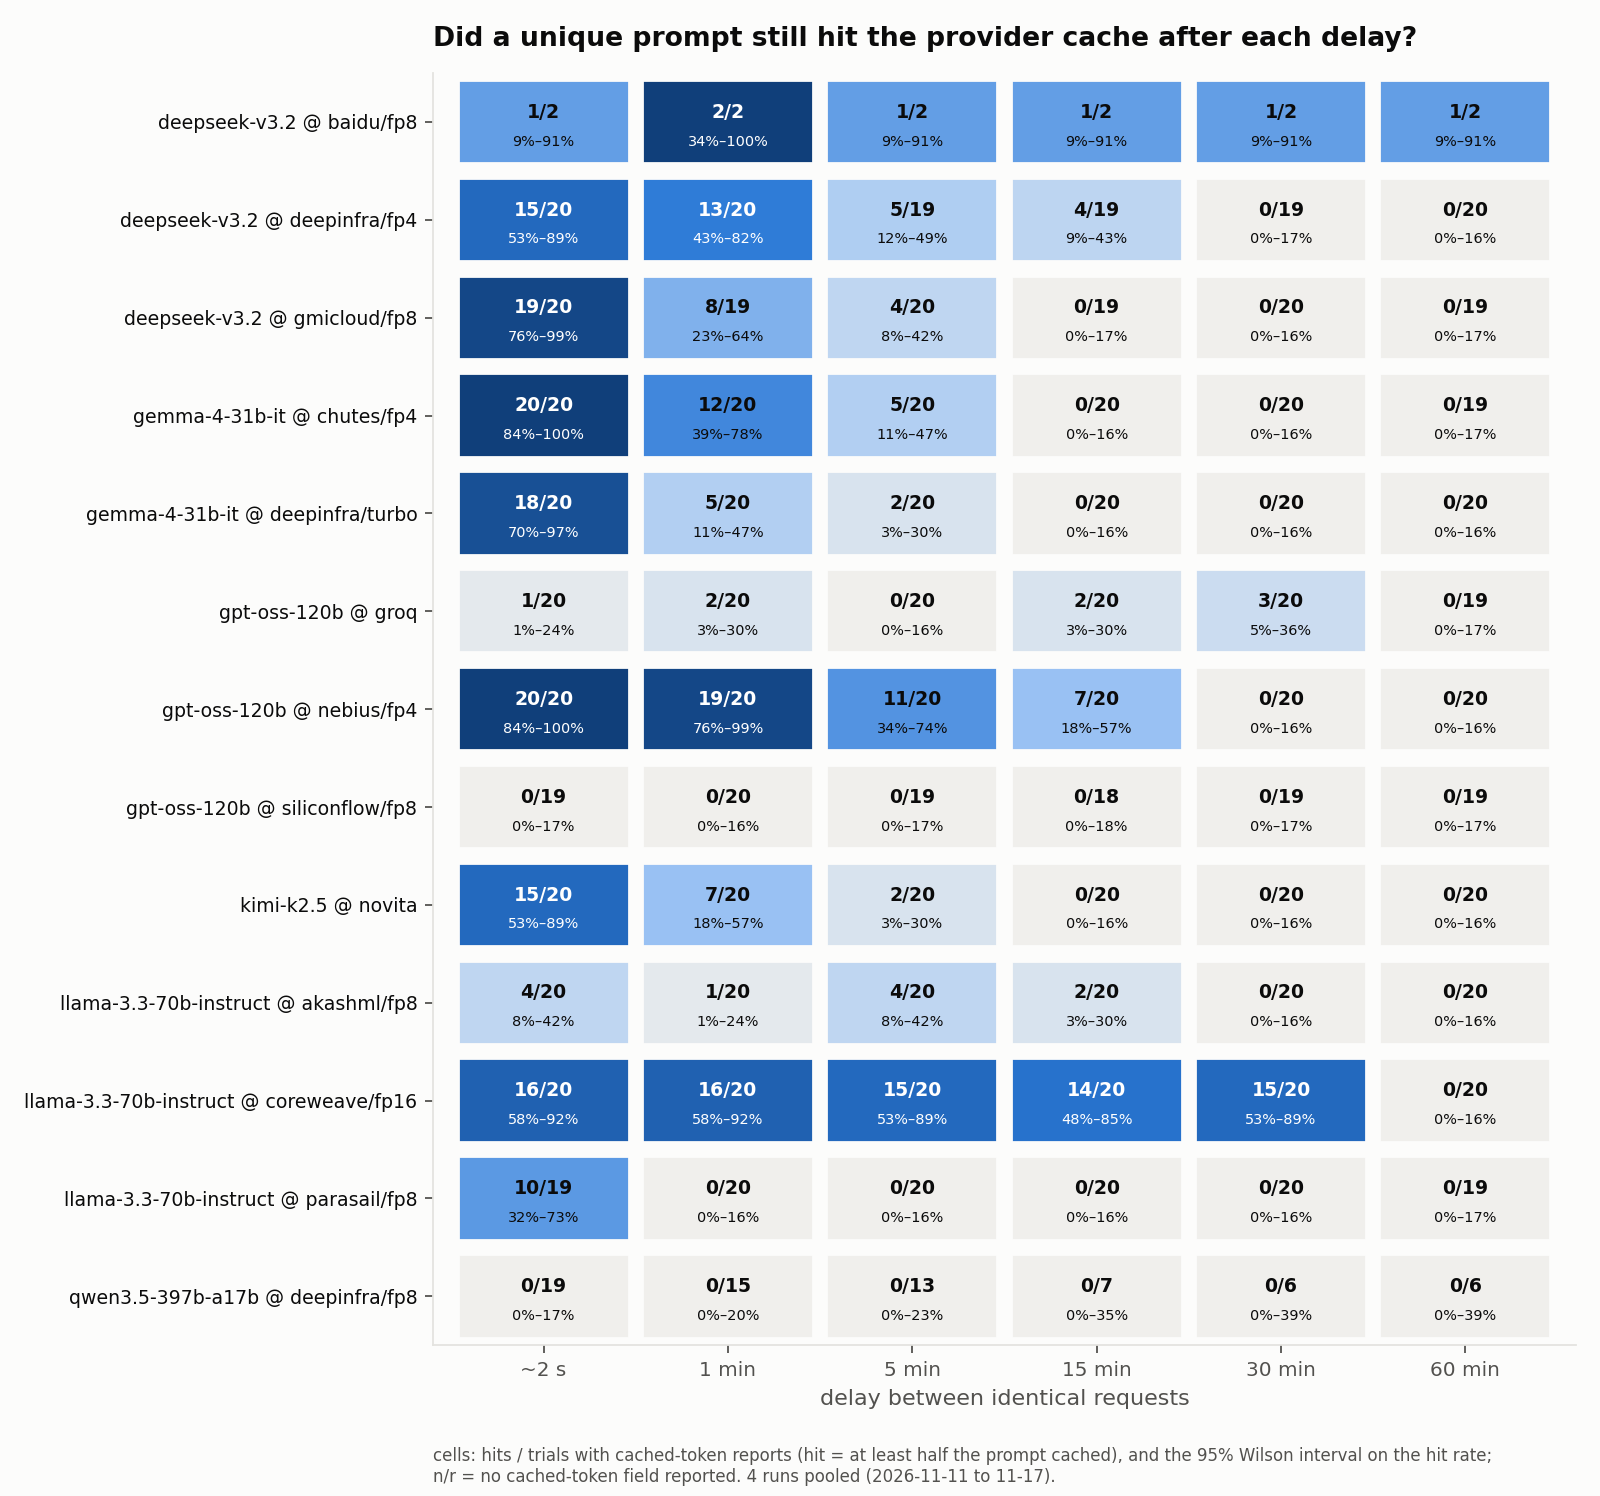 Did a unique prompt still hit the provider cache after each delay?
deepseek-v3.2 @ baidu/fp8
1/2 2/2 1/2 1/2 1/2 1/2
9%–91% 34%–100% 9%–91% 9%–91% 9%–91% 9%–91%
deepseek-v3.2 @ deepinfra/fp4
15/20 13/20 5/19 4/19 0/19 0/20
53%–89% 43%–82% 12%–49% 9%–43% 0%–17% 0%–16%
deepseek-v3.2 @ gmicloud/fp8
19/20 8/19 4/20 0/19 0/20 0/19
76%–99% 23%–64% 8%–42% 0%–17% 0%–16% 0%–17%
gemma-4-31b-it @ chutes/fp4
20/20 12/20 5/20 0/20 0/20 0/19
84%–100% 39%–78% 11%–47% 0%–16% 0%–16% 0%–17%
gemma-4-31b-it @ deepinfra/turbo
18/20 5/20 2/20 0/20 0/20 0/20
70%–97% 11%–47% 3%–30% 0%–16% 0%–16% 0%–16%
gpt-oss-120b @ groq
1/20 2/20 0/20 2/20 3/20 0/19
1%–24% 3%–30% 0%–16% 3%–30% 5%–36% 0%–17%
gpt-oss-120b @ nebius/fp4
20/20 19/20 11/20 7/20 0/20 0/20
84%–100% 76%–99% 34%–74% 18%–57% 0%–16% 0%–16%
gpt-oss-120b @ siliconflow/fp8
0/19 0/20 0/19 0/18 0/19 0/19
0%–17% 0%–16% 0%–17% 0%–18% 0%–17% 0%–17%
kimi-k2.5 @ novita
15/20 7/20 2/20 0/20 0/20 0/20
53%–89% 18%–57% 3%–30% 0%–16% 0%–16% 0%–16%
llama-3.3-70b-instruct @ akashml/fp8
4/20 1/20 4/20 2/20 0/20 0/20
8%–42% 1%–24% 8%–42% 3%–30% 0%–16% 0%–16%
llama-3.3-70b-instruct @ coreweave/fp16
16/20 16/20 15/20 14/20 15/20 0/20
58%–92% 58%–92% 53%–89% 48%–85% 53%–89% 0%–16%
llama-3.3-70b-instruct @ parasail/fp8
10/19 0/20 0/20 0/20 0/20 0/19
32%–73% 0%–16% 0%–16% 0%–16% 0%–16% 0%–17%
qwen3.5-397b-a17b @ deepinfra/fp8
0/19 0/15 0/13 0/7 0/6 0/6
0%–17% 0%–20% 0%–23% 0%–35% 0%–39% 0%–39%
~2 s 1 min 5 min 15 min 30 min 60 min
delay between identical requests
cells: hits / trials with cached-token reports (hit = at least half the prompt cached), and the 95% Wilson interval on the hit rate;
n/r = no cached-token field reported. 4 runs pooled (2026-11-11 to 11-17).